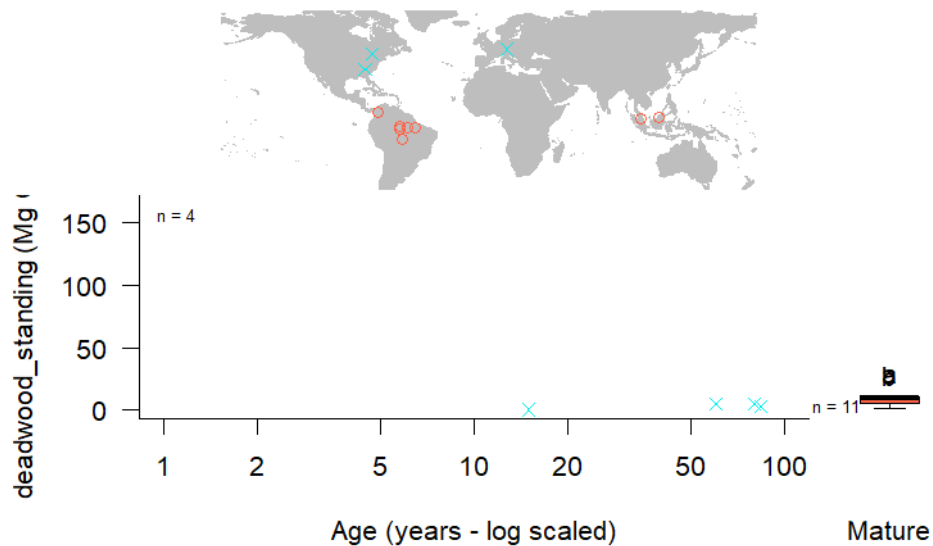 deadwood_standing (Mg
n = 4
150
100
50
0
n = 11
1 2 5 10 20 50 100
Age (years - log scaled)
Mature